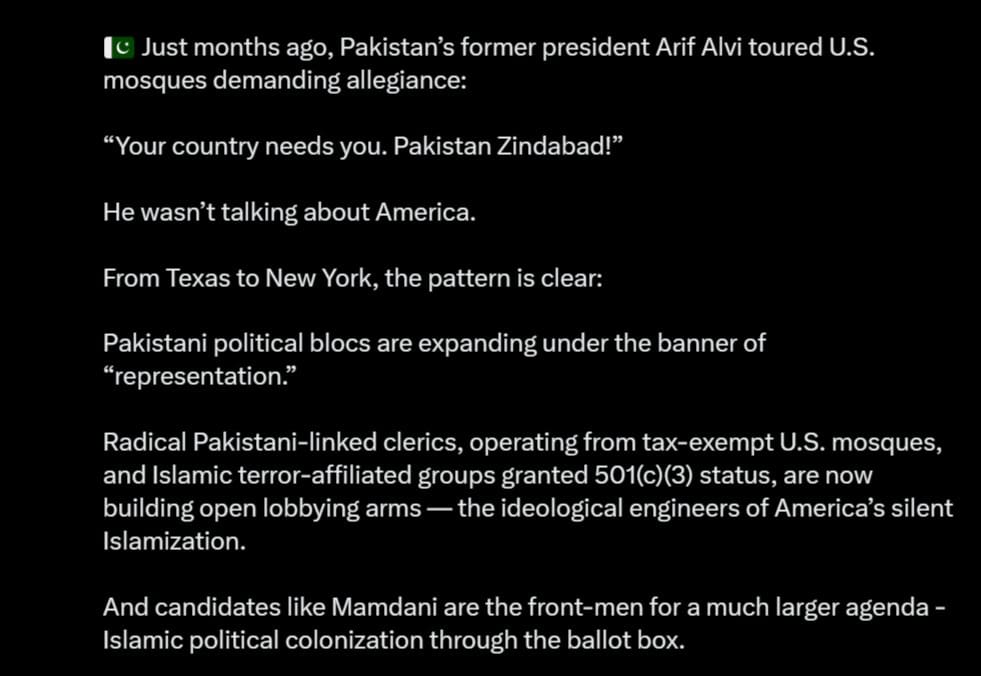 🇵🇰 Just months ago, Pakistan’s former president Arif Alvi toured U.S.
mosques demanding allegiance:
“Your country needs you. Pakistan Zindabad!”
He wasn’t talking about America.
From Texas to New York, the pattern is clear:
Pakistani political blocs are expanding under the banner of
“representation.”
Radical Pakistani-linked clerics, operating from tax-exempt U.S. mosques,
and Islamic terror-affiliated groups granted 501(c)(3) status, are now
building open lobbying arms — the ideological engineers of America’s silent
Islamization.
And candidates like Mamdani are the front-men for a much larger agenda -
Islamic political colonization through the ballot box.